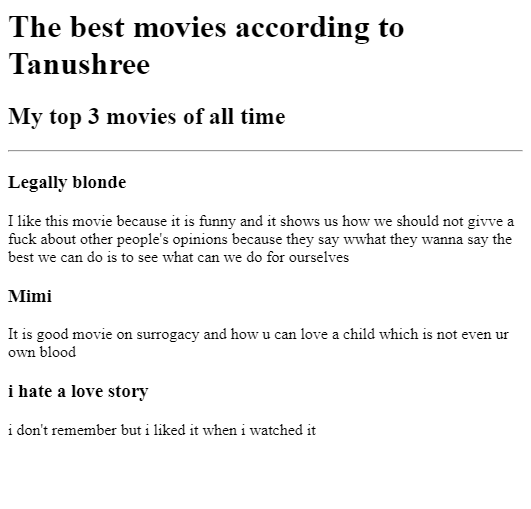 The best movies according to
Tanushree
My top 3 movies of all time
Legally blonde
I like this movie because it is funny and it shows us how we should not givve a
fuck about other people's opinions because they say wwhat they wanna say the
best we can do is to see what can we do for ourselves
Mimi
It is good movie on surrogacy and how u can love a child which is not even ur
own blood
i hate a love story
i don't remember but i liked it when i watched it